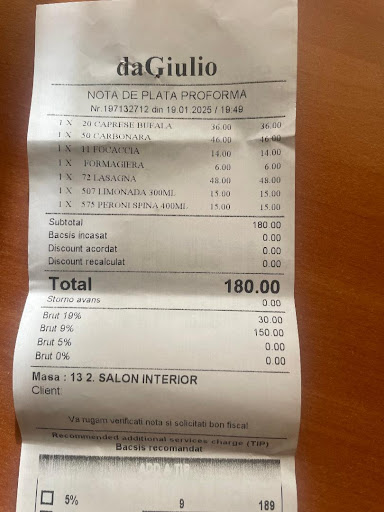 daGiulio
NOTA DE PLATA PROFORMA
Nr.197132712 din 19.01.2025 / 19:49
1 X 20 CAPRESE BUFALA 36.00 36.00
1 X 50 CARBONARA 46.00 46.00
1 X 11 FOCACCIA 14.00 14.00
1 X FORMAGIERA 6.00 6.00
1 X 72 LASAGNA 48.00 48.00
1 X 507 LIMONADA 300ML 15.00 15.00
1 X 575 PERONI SPINA 400ML 15.00 15.00
Subtotal 180.00
Bacsis incasat 0.00
Discount acordat 0.00
Discount recalculat 0.00
Total 180.00
Storno avans 0.00
Brut 19% 30.00
Brut 9% 150.00
Brut 5% 0.00
Brut 0% 0.00
Masa : 13 2. SALON INTERIOR
Client:
Va rugam verificati nota si solicitati bon fiscal
Recommended additional services charge (TIP)
Bacsis recomandat
ADD A TIP
5% 9 189